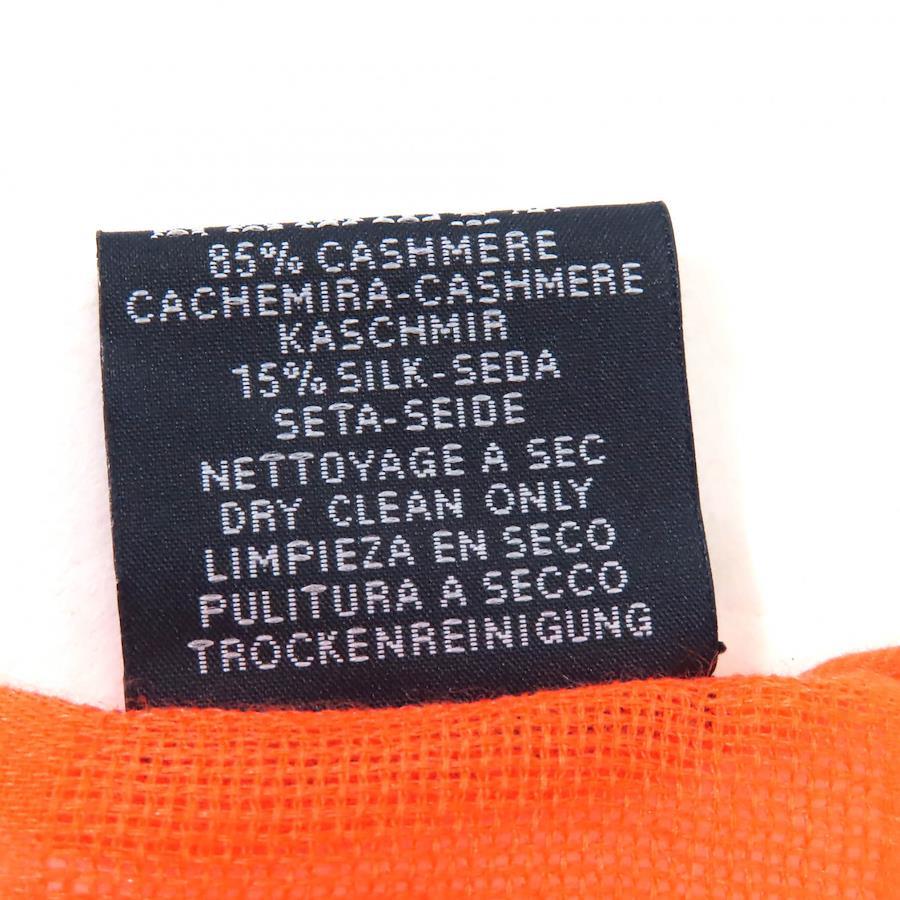 85% CASHMERE
CACHEMIRA-CASHMERE
KASCHMIR
15% SILK-SEDA
SETA-SEIDE
NETTOYAGE A SEC
DRY CLEAN ONLY
LIMPIEZA EN SECO
PULITURA A SECCO
TROCKENREINIGUNG